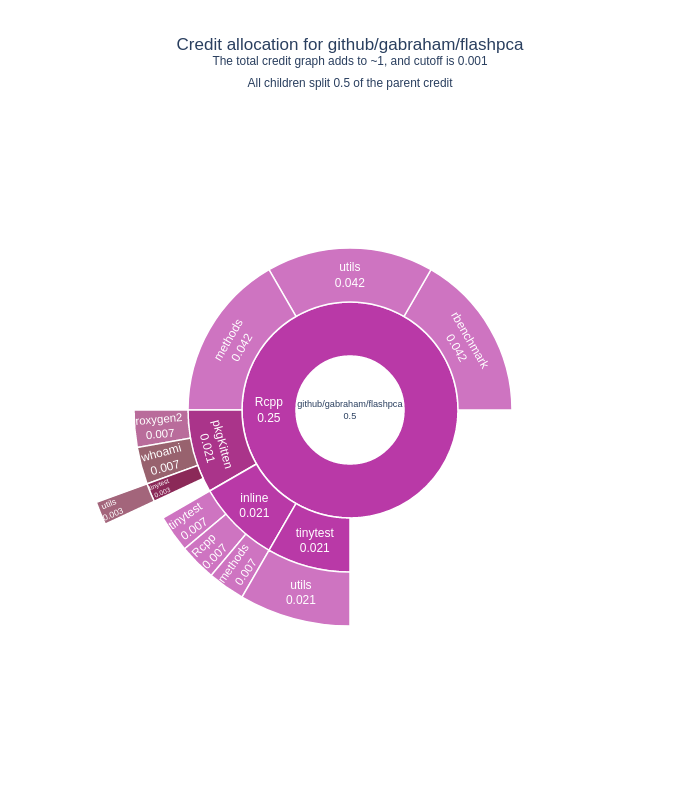 Credit allocation for github/gabraham/flashpca
The total credit graph adds to ~1, and cutoff is 0.001
All children split 0.5 of the parent credit
utils
0.042
methods
0.042
rbenchmark
0.042
Rcpp
0.25
github/gabraham/flashpca
0.5
roxygen2
0.007
pkgKitten
0.021
whoami
0.007
tinytest
0.003
utils
0.003
inline
0.021
tinytest
0.007
Rcpp
0.007
methods
0.007
tinytest
0.021
utils
0.021